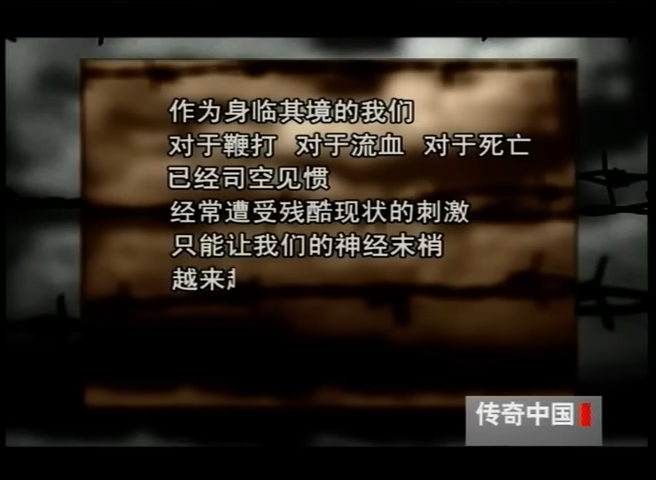 作为身临其境的我们
对于鞭打 对于流血 对于死亡
已经司空见惯
经常遭受残酷现状的刺激
只能让我们的神经末梢
越来
传奇中国